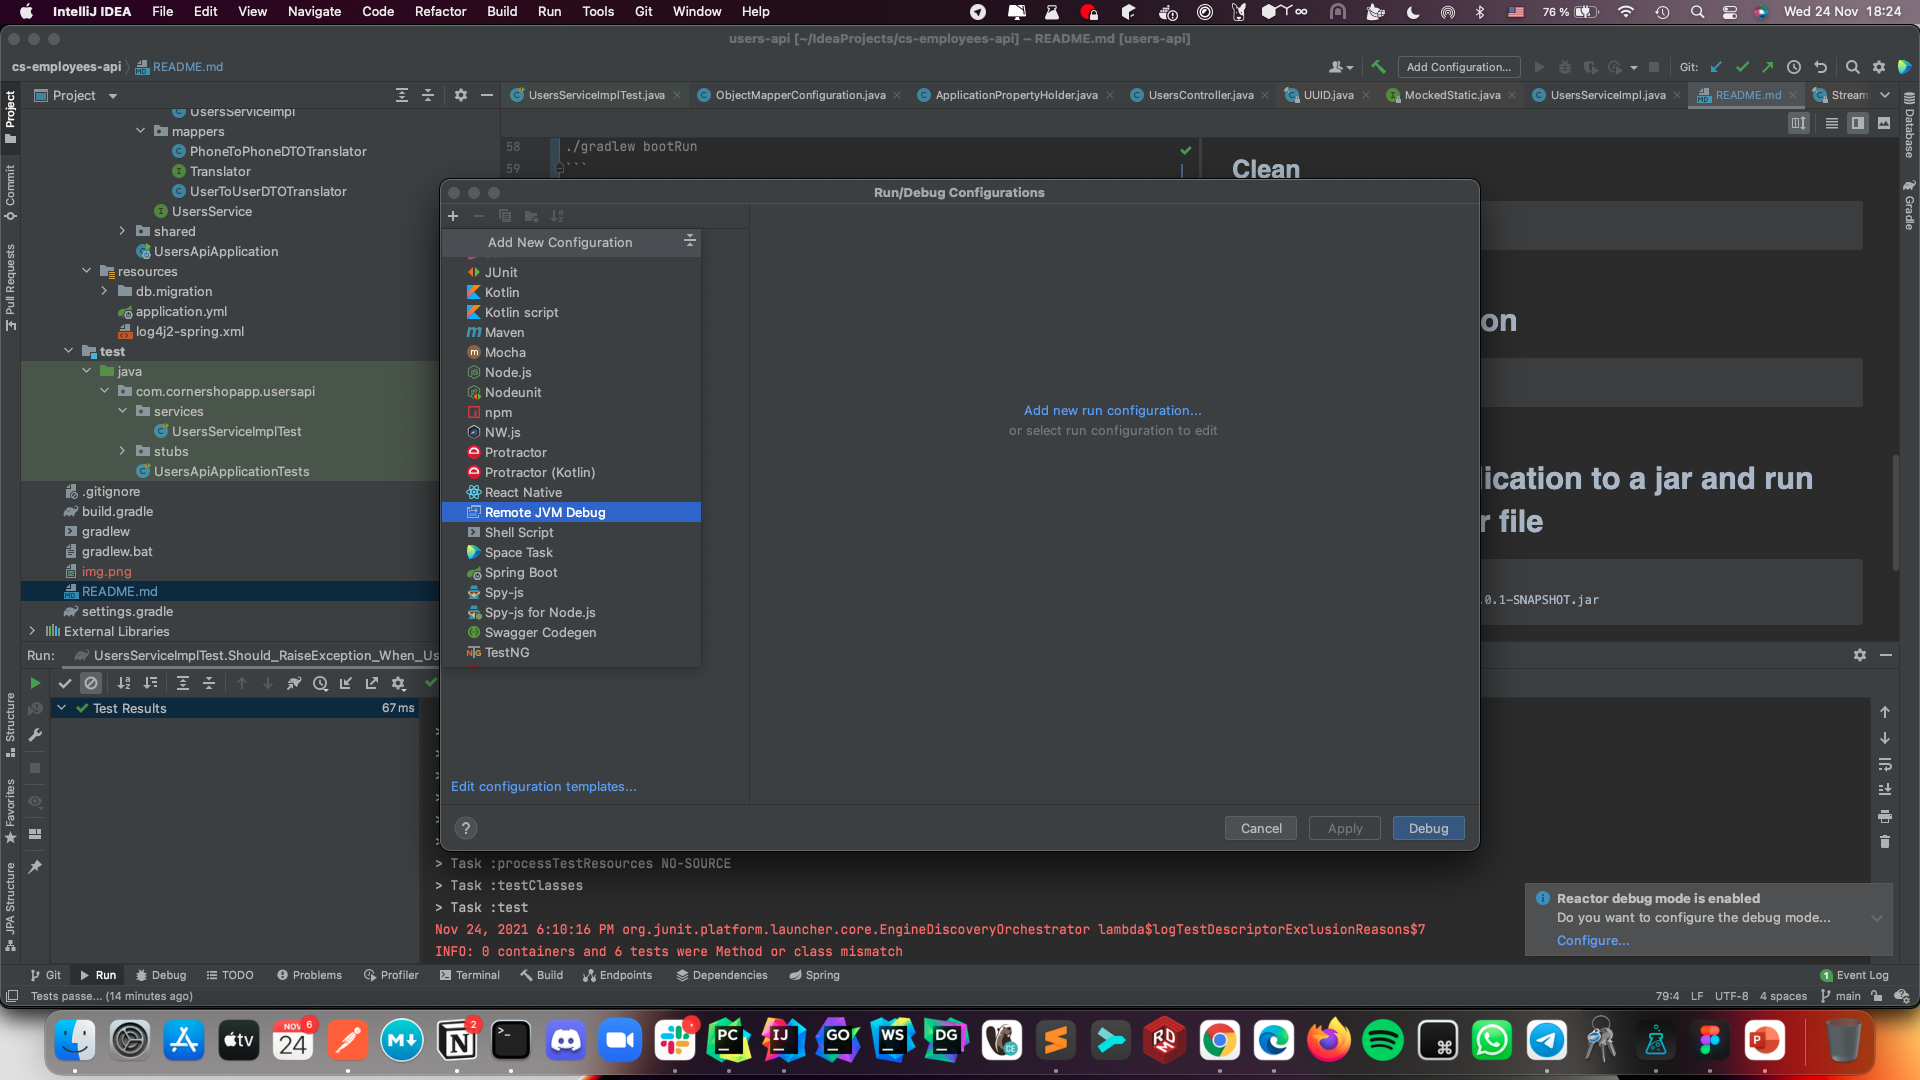 IntelliJ IDEA File Edit View Navigate Code Refactor Build Run Tools Git Window Help 76 % Wed 24 Nov 18:24
users-api [~/IdeaProjects/cs-employees-api] – README.md [users-api]
cs-employees-api README.md Add Configuration... Git:
Project
UsersServiceImplTest.java ObjectMapperConfiguration.java ApplicationPropertyHolder.java UsersController.java UUID.java MockedStatic.java UsersServiceImpl.java README.md Stream
Project
Commit
Pull Requests
Structure
Favorites
JPA Structure
Database
Gradle
UsersServiceImpl
mappers
PhoneToPhoneDTOTranslator
Translator
UserToUserDTOTranslator
UsersService
shared
UsersApiApplication
resources
db.migration
application.yml
log4j2-spring.xml
test
java
com.cornershopapp.usersapi
services
UsersServiceImplTest
stubs
UsersApiApplicationTests
.gitignore
build.gradle
gradlew
gradlew.bat
img.png
README.md
settings.gradle
External Libraries
58 ./gradlew bootRun
59 ```
Clean
on
ication to a jar and run
r file
.0.1-SNAPSHOT.jar
Run/Debug Configurations
Add New Configuration
JUnit
Kotlin
Kotlin script
Maven
Mocha
Node.js
Nodeunit
npm
NW.js
Protractor
Protractor (Kotlin)
React Native
Remote JVM Debug
Shell Script
Space Task
Spring Boot
Spy-js
Spy-js for Node.js
Swagger Codegen
TestNG
Add new run configuration...
or select run configuration to edit
Edit configuration templates...
? Cancel Apply Debug
Run: UsersServiceImplTest.Should_RaiseException_When_Us
Test Results 67 ms
> Task :processTestResources NO-SOURCE
> Task :testClasses
> Task :test
Nov 24, 2021 6:10:16 PM org.junit.platform.launcher.core.EngineDiscoveryOrchestrator lambda$logTestDescriptorExclusionReasons$7
INFO: 0 containers and 6 tests were Method or class mismatch
Reactor debug mode is enabled
Do you want to configure the debug mode...
Configure...
Git Run Debug TODO Problems Profiler Terminal Build Endpoints Dependencies Spring 1 Event Log
Tests passe... (14 minutes ago) 79:4 LF UTF-8 4 spaces main
tv NOV 24 6 M 2 PC IJ GO WS DG CE RD P